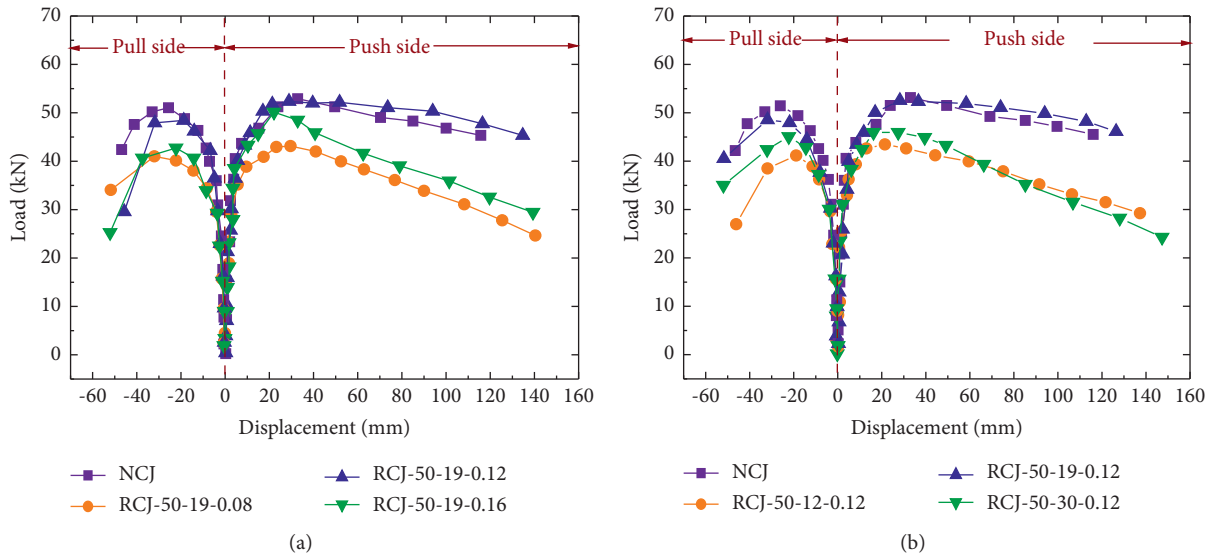 70
60
50
40
30
20
10
0
Load (kN)
Pull side
Push side
-60 -40 -20 0 20 40 60 80 100 120 140 160
Displacement (mm)
NCJ
RCJ-50-19-0.12
RCJ-50-19-0.08
RCJ-50-19-0.16
(a)
70
60
50
40
30
20
10
0
Load (kN)
Pull side
Push side
-60 -40 -20 0 20 40 60 80 100 120 140 160
Displacement (mm)
NCJ
RCJ-50-19-0.12
RCJ-50-12-0.12
RCJ-50-30-0.12
(b)